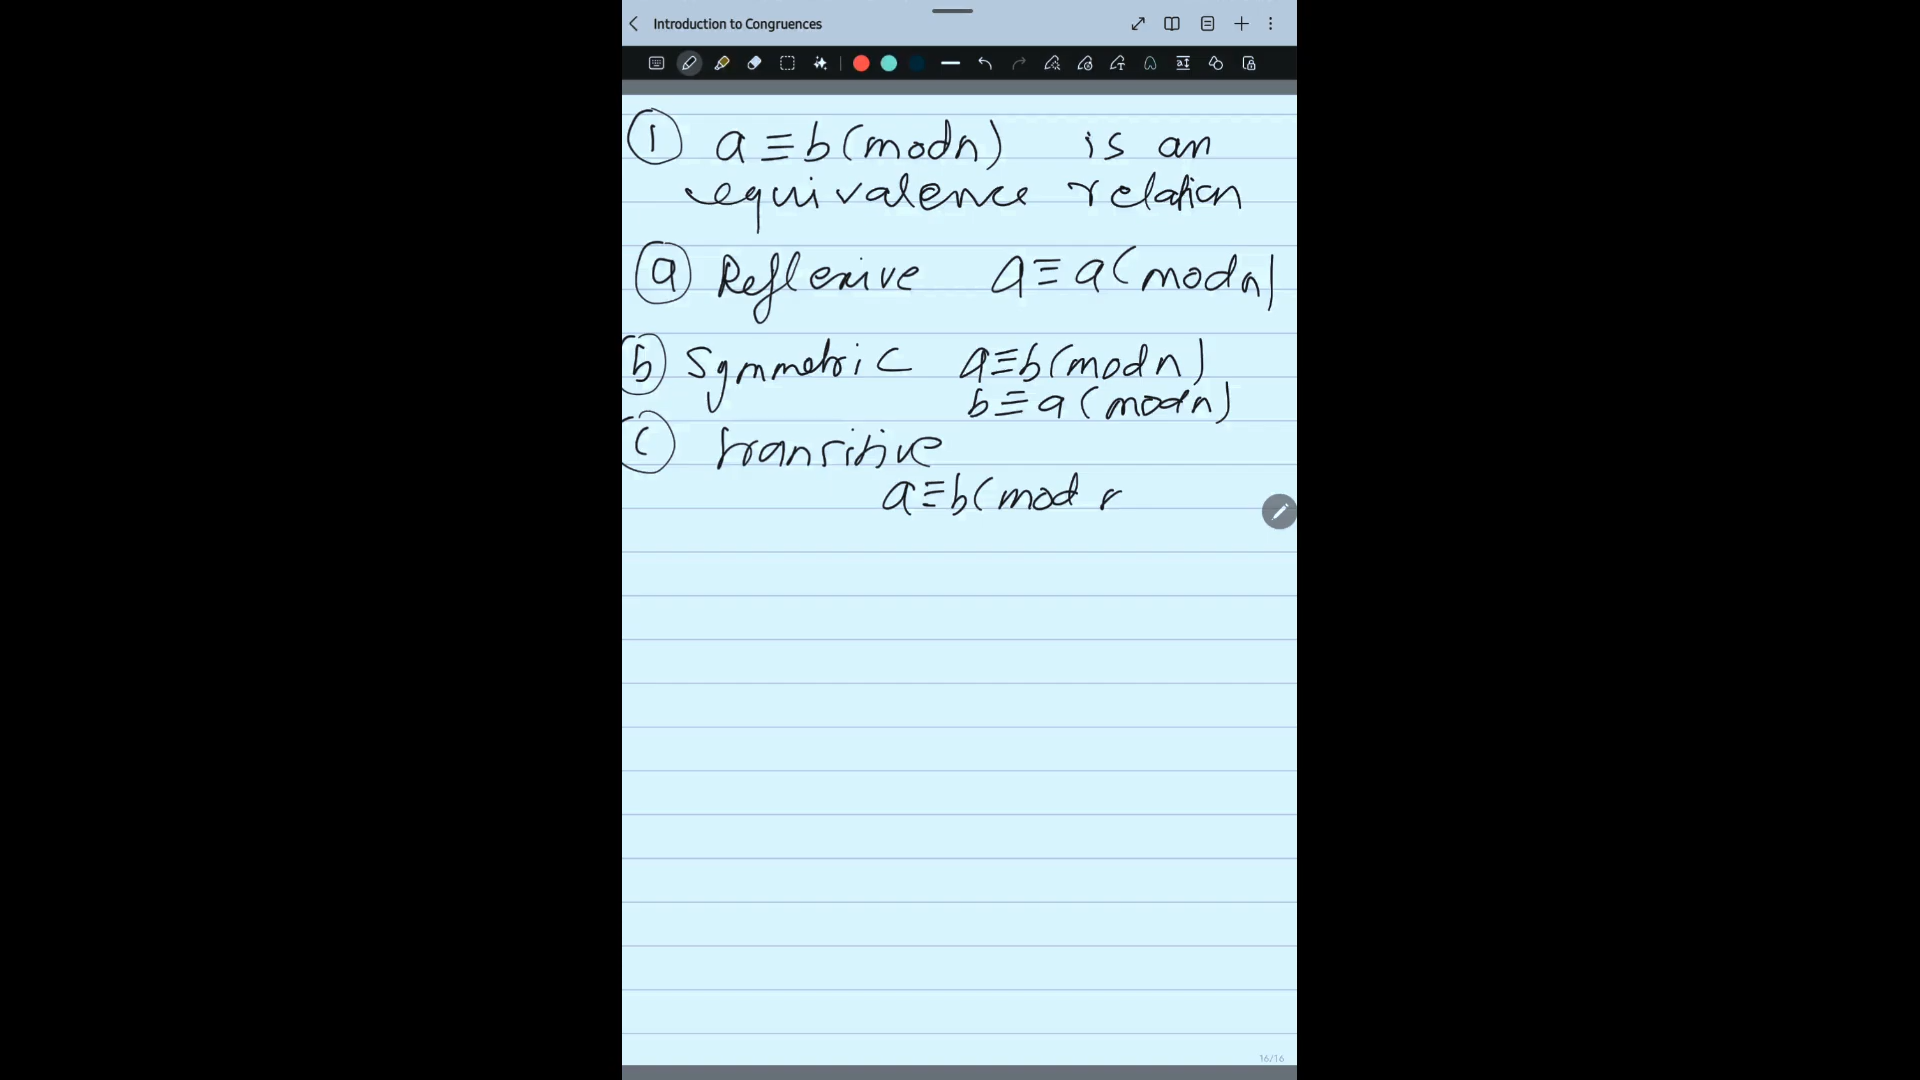 Introduction to Congruences
① a ≡ b (mod n) is an
equivalence relation
ⓐ Reflexive a ≡ a (mod n)
ⓑ Symmetric a ≡ b (mod n)
b ≡ a (mod n)
ⓒ transitive
a ≡ b (mod n
16/16